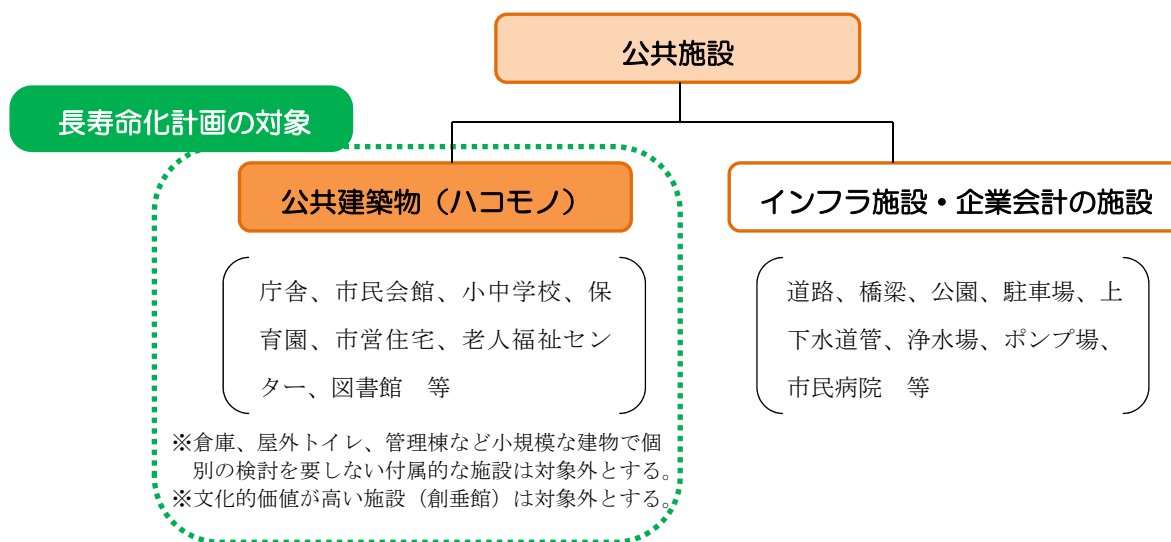 公共施設
長寿命化計画の対象
公共建築物（ハコモノ）
庁舎、市民会館、小中学校、保
育園、市営住宅、老人福祉セン
ター、図書館　等
※倉庫、屋外トイレ、管理棟など小規模な建物で個
別の検討を要しない付属的な施設は対象外とする。
※文化的価値が高い施設（創垂館）は対象外とする。
インフラ施設・企業会計の施設
道路、橋梁、公園、駐車場、上
下水道管、浄水場、ポンプ場、
市民病院　等